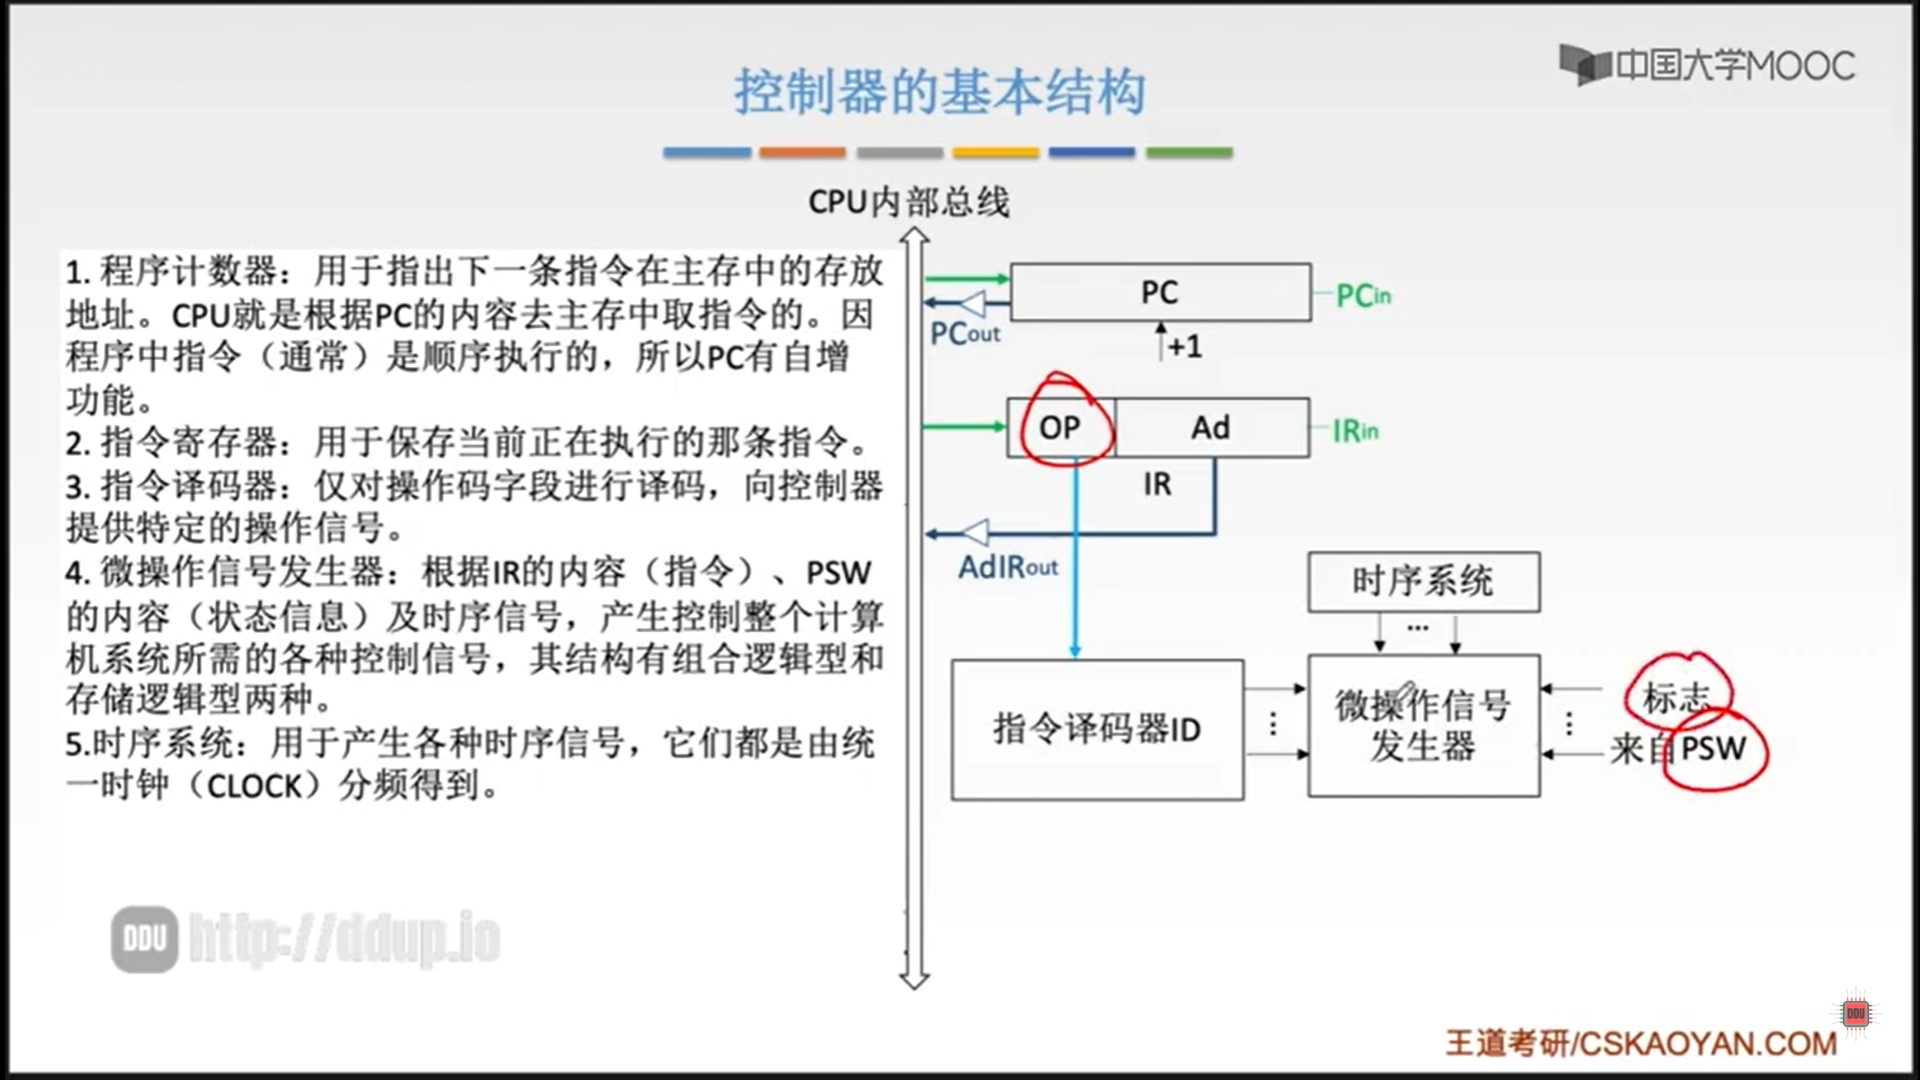 中国大学MOOC
控制器的基本结构
CPU内部总线
1. 程序计数器：用于指出下一条指令在主存中的存放
地址。CPU就是根据PC的内容去主存中取指令的。因
程序中指令（通常）是顺序执行的，所以PC有自增
功能。
2. 指令寄存器：用于保存当前正在执行的那条指令。
3. 指令译码器：仅对操作码字段进行译码，向控制器
提供特定的操作信号。
4. 微操作信号发生器：根据IR的内容（指令）、PSW
的内容（状态信息）及时序信号，产生控制整个计算
机系统所需的各种控制信号，其结构有组合逻辑型和
存储逻辑型两种。
5.时序系统：用于产生各种时序信号，它们都是由统
一时钟（CLOCK）分频得到。
PC
PCin
PCout
+1
OP
Ad
IRin
IR
AdIRout
时序系统
...
指令译码器ID
...
微操作信号
发生器
...
标志
来自PSW
DDU http://ddup.io
DDU
王道考研/CSKAOYAN.COM